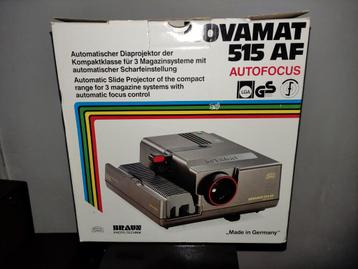 OVAMAT
515 AF
AUTOFOCUS
Automatischer Diaprojektor der
Kompaktklasse für 3 Magazinsysteme mit
automatischer Scharfeinstellung
Automatic Slide Projector of the compact
range for 3 magazine systems with
automatic focus control
LGA
GS
f
BRAUN
„Made in Germany“